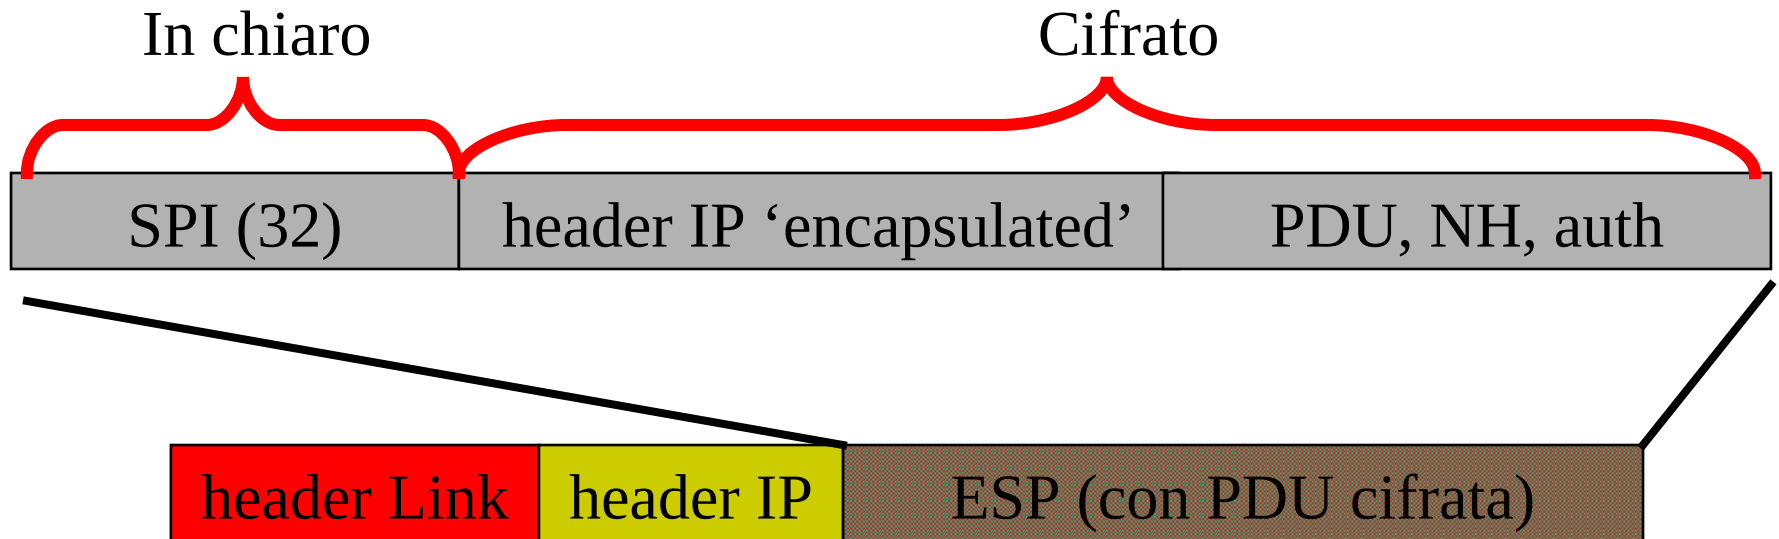 In chiaro Cifrato
SPI (32) header IP ‘encapsulated’ PDU, NH, auth
header Link header IP ESP (con PDU cifrata)